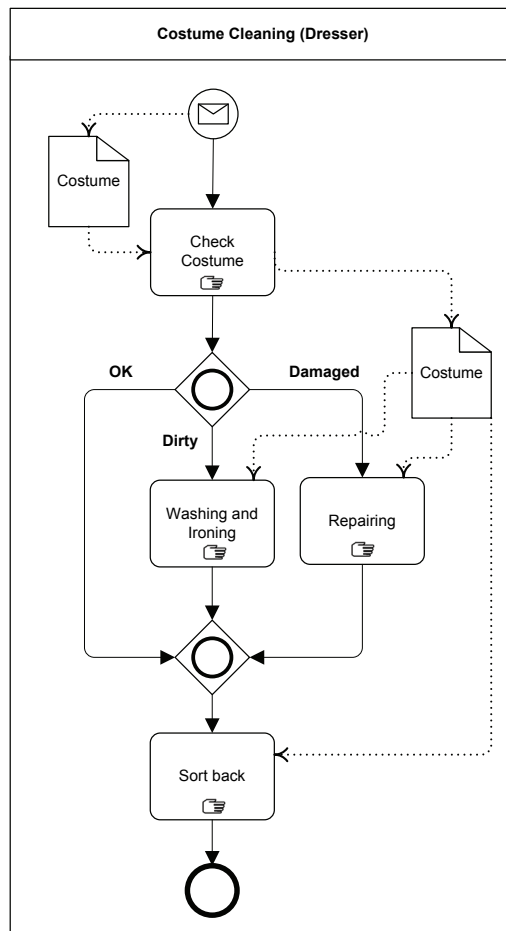 Costume Cleaning (Dresser)
Costume
Check
Costume
OK
Damaged
Costume
Dirty
Washing and
Ironing
Repairing
Sort back